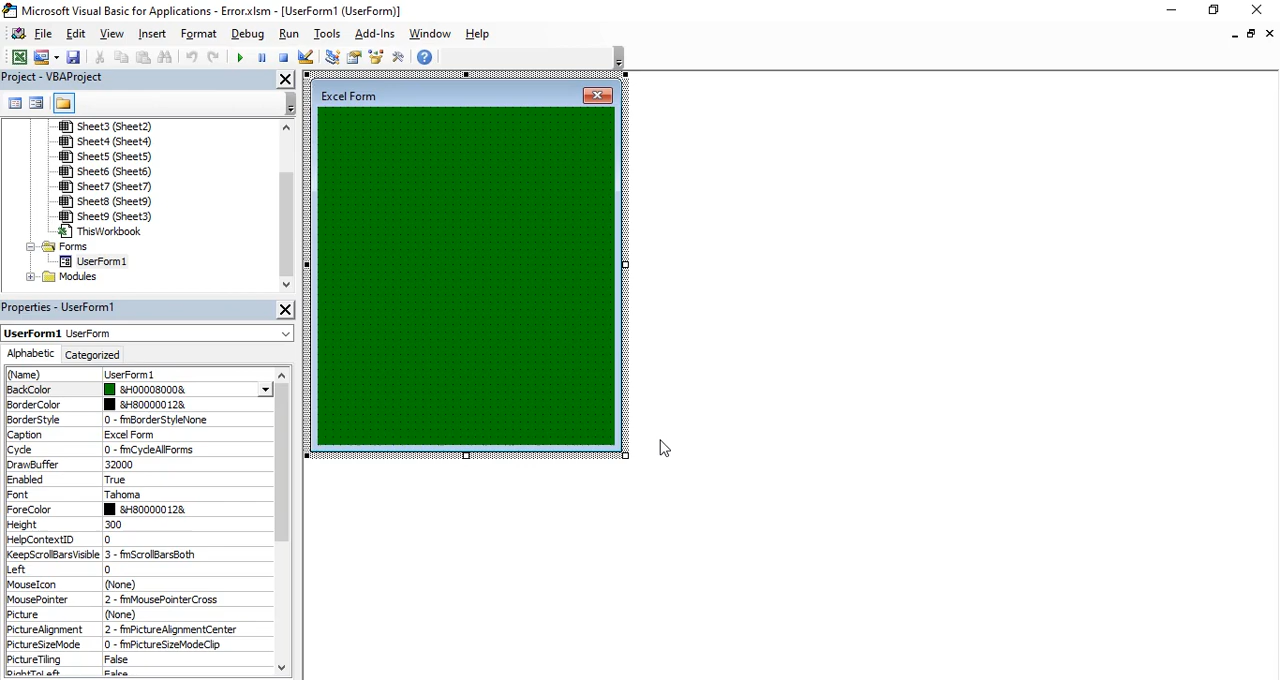 Microsoft Visual Basic for Applications - Error.xlsm - [UserForm1 (UserForm)]
File Edit View Insert Format Debug Run Tools Add-Ins Window Help
Project - VBAProject
Sheet3 (Sheet2)
Sheet4 (Sheet4)
Sheet5 (Sheet5)
Sheet6 (Sheet6)
Sheet7 (Sheet7)
Sheet8 (Sheet9)
Sheet9 (Sheet3)
ThisWorkbook
Forms
UserForm1
Modules
Excel Form
Properties - UserForm1
UserForm1 UserForm
Alphabetic Categorized
(Name) UserForm1
BackColor &H00008000&
BorderColor &H80000012&
BorderStyle 0 - fmBorderStyleNone
Caption Excel Form
Cycle 0 - fmCycleAllForms
DrawBuffer 32000
Enabled True
Font Tahoma
ForeColor &H80000012&
Height 300
HelpContextID 0
KeepScrollBarsVisible 3 - fmScrollBarsBoth
Left 0
MouseIcon (None)
MousePointer 2 - fmMousePointerCross
Picture (None)
PictureAlignment 2 - fmPictureAlignmentCenter
PictureSizeMode 0 - fmPictureSizeModeClip
PictureTiling False
RightToLeft False